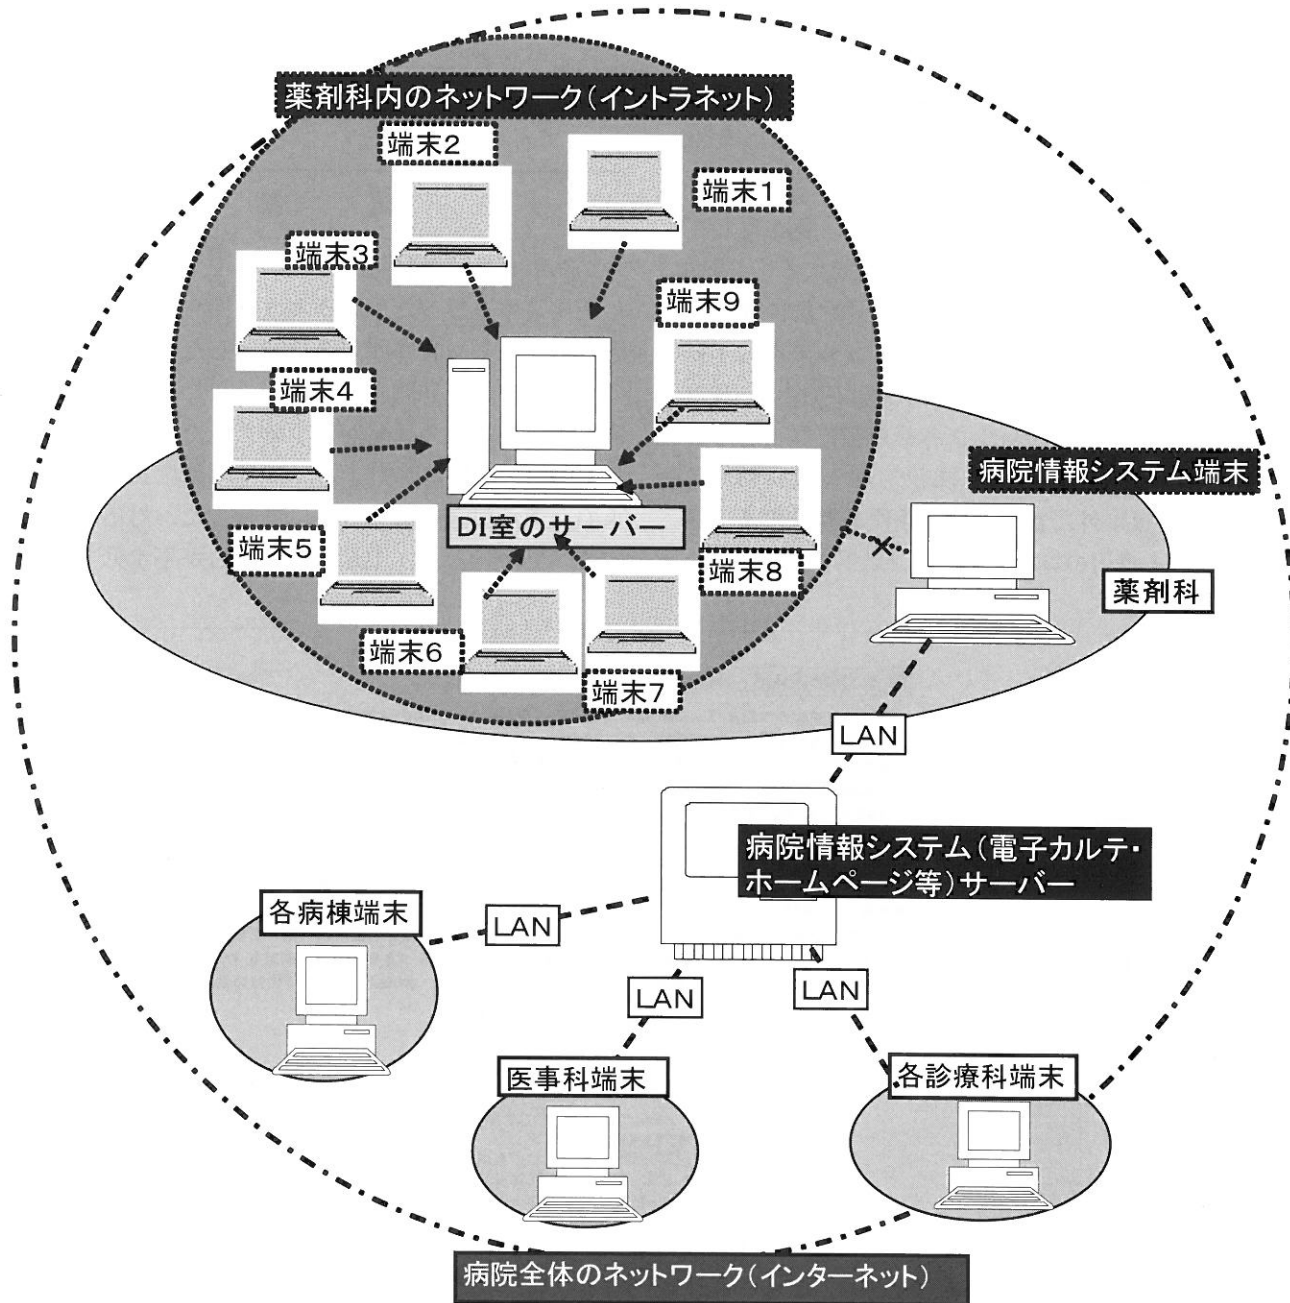 薬剤科内のネットワーク(イントラネット)
端末2
端末1
端末3
端末9
端末4
病院情報システム端末
DI室のサーバー
端末5
端末8
薬剤科
端末6
端末7
LAN
病院情報システム(電子カルテ・
ホームページ等)サーバー
各病棟端末
LAN
LAN
LAN
医事科端末
各診療科端末
病院全体のネットワーク(インターネット)